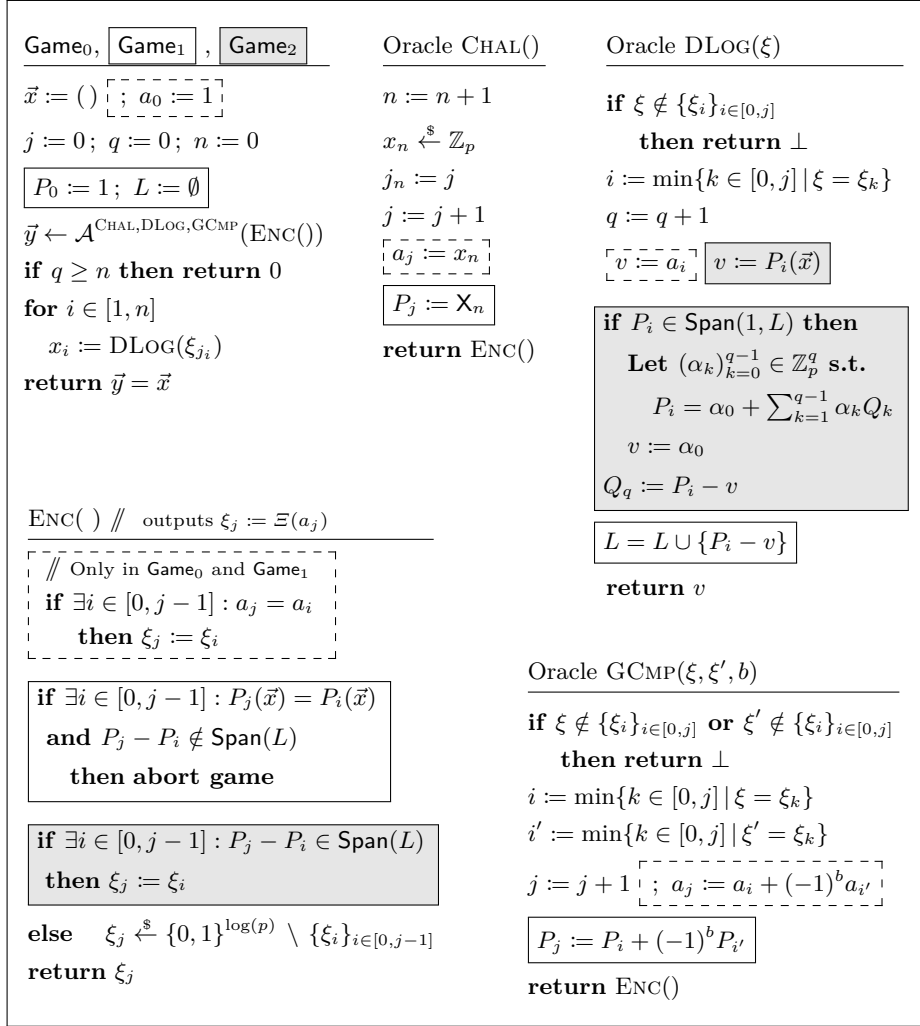 Game₀, Game₁ , Game₂
x⃗ := ( ) ; a₀ := 1
j := 0 ; q := 0 ; n := 0
P₀ := 1 ; L := ∅
y⃗ ← 𝒜^{CHAL,DLOG,GCMP}(ENC())
if q ≥ n then return 0
for i ∈ [1, n]
x_i := DLOG(ξ_{j_i})
return y⃗ = x⃗
Oracle CHAL()
n := n + 1
x_n ←$ ℤ_p
j_n := j
j := j + 1
a_j := x_n
P_j := X_n
return ENC()
Oracle DLOG(ξ)
if ξ ∉ {ξ_i}_{i∈[0,j]}
then return ⊥
i := min{k ∈ [0, j] | ξ = ξ_k}
q := q + 1
v := a_i v := P_i(x⃗)
if P_i ∈ Span(1, L) then
Let (α_k)_{k=0}^{q−1} ∈ ℤ_p^q s.t.
P_i = α₀ + ∑_{k=1}^{q−1} α_k Q_k
v := α₀
Q_q := P_i − v
L = L ∪ {P_i − v}
return v
ENC( ) // outputs ξ_j := Ξ(a_j)
// Only in Game₀ and Game₁
if ∃i ∈ [0, j − 1] : a_j = a_i
then ξ_j := ξ_i
if ∃i ∈ [0, j − 1] : P_j(x⃗) = P_i(x⃗)
and P_j − P_i ∉ Span(L)
then abort game
if ∃i ∈ [0, j − 1] : P_j − P_i ∈ Span(L)
then ξ_j := ξ_i
else ξ_j ←$ {0, 1}^{log(p)} \ {ξ_i}_{i∈[0,j−1]}
return ξ_j
Oracle GCMP(ξ, ξ′, b)
if ξ ∉ {ξ_i}_{i∈[0,j]} or ξ′ ∉ {ξ_i}_{i∈[0,j]}
then return ⊥
i := min{k ∈ [0, j] | ξ = ξ_k}
i′ := min{k ∈ [0, j] | ξ′ = ξ_k}
j := j + 1 ; a_j := a_i + (−1)^b a_{i′}
P_j := P_i + (−1)^b P_{i′}
return ENC()